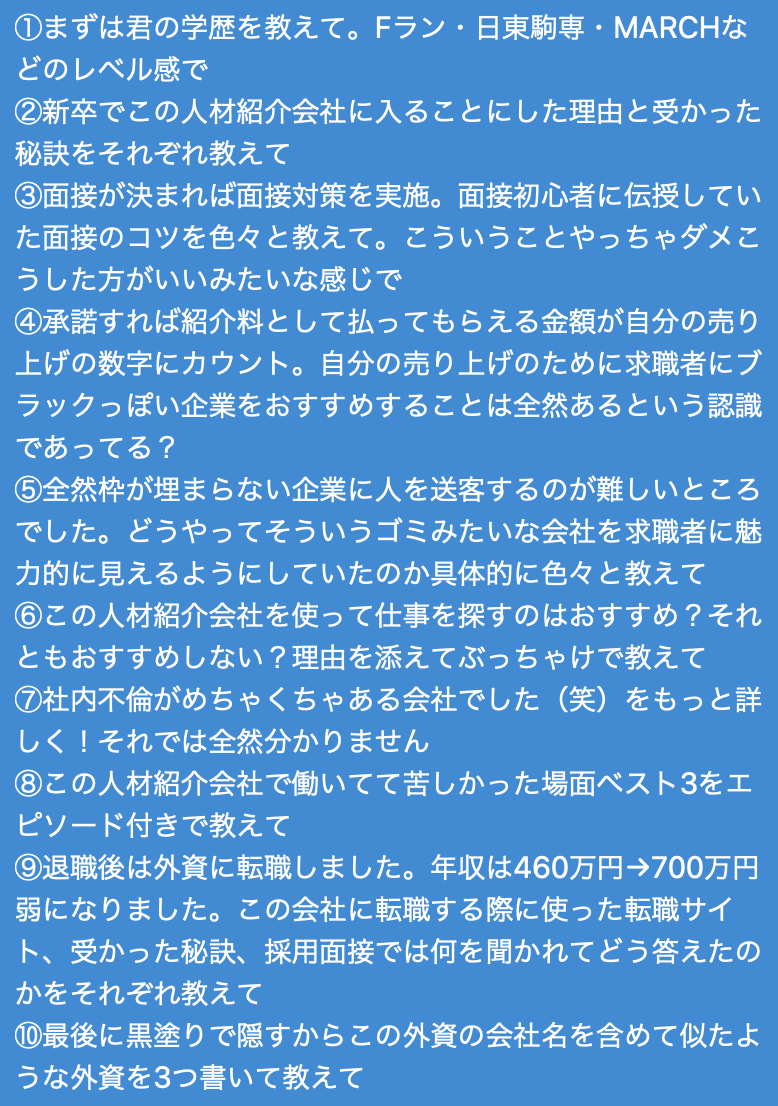 ①まずは君の学歴を教えて。Fラン・日東駒専・MARCHな
どのレベル感で
②新卒でこの人材紹介会社に入ることにした理由と受かった
秘訣をそれぞれ教えて
③面接が決まれば面接対策を実施。面接初心者に伝授してい
た面接のコツを色々と教えて。こういうことやっちゃダメこ
うした方がいいみたいな感じで
④承諾すれば紹介料として払ってもらえる金額が自分の売り
上げの数字にカウント。自分の売り上げのために求職者にブ
ラックっぽい企業をおすすめすることは全然あるという認識
であってる？
⑤全然枠が埋まらない企業に人を送客するのが難しいところ
でした。どうやってそういうゴミみたいな会社を求職者に魅
力的に見えるようにしていたのか具体的に色々と教えて
⑥この人材紹介会社を使って仕事を探すのはおすすめ？それ
ともおすすめしない？理由を添えてぶっちゃけで教えて
⑦社内不倫がめちゃくちゃある会社でした（笑）をもっと詳
しく！それでは全然分かりません
⑧この人材紹介会社で働いてて苦しかった場面ベスト3をエ
ピソード付きで教えて
⑨退職後は外資に転職しました。年収は460万円→700万円
弱になりました。この会社に転職する際に使った転職サイ
ト、受かった秘訣、採用面接では何を聞かれてどう答えたの
かをそれぞれ教えて
⑩最後に黒塗りで隠すからこの外資の会社名を含めて似たよ
うな外資を3つ書いて教えて